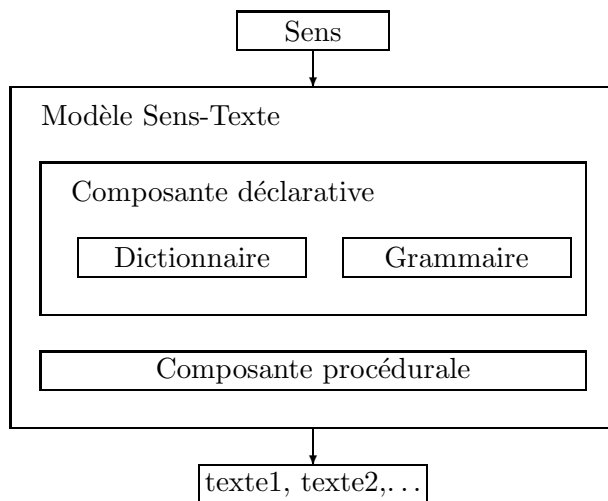 Sens
Modèle Sens-Texte
Composante déclarative
Dictionnaire
Grammaire
Composante procédurale
texte1, texte2,...